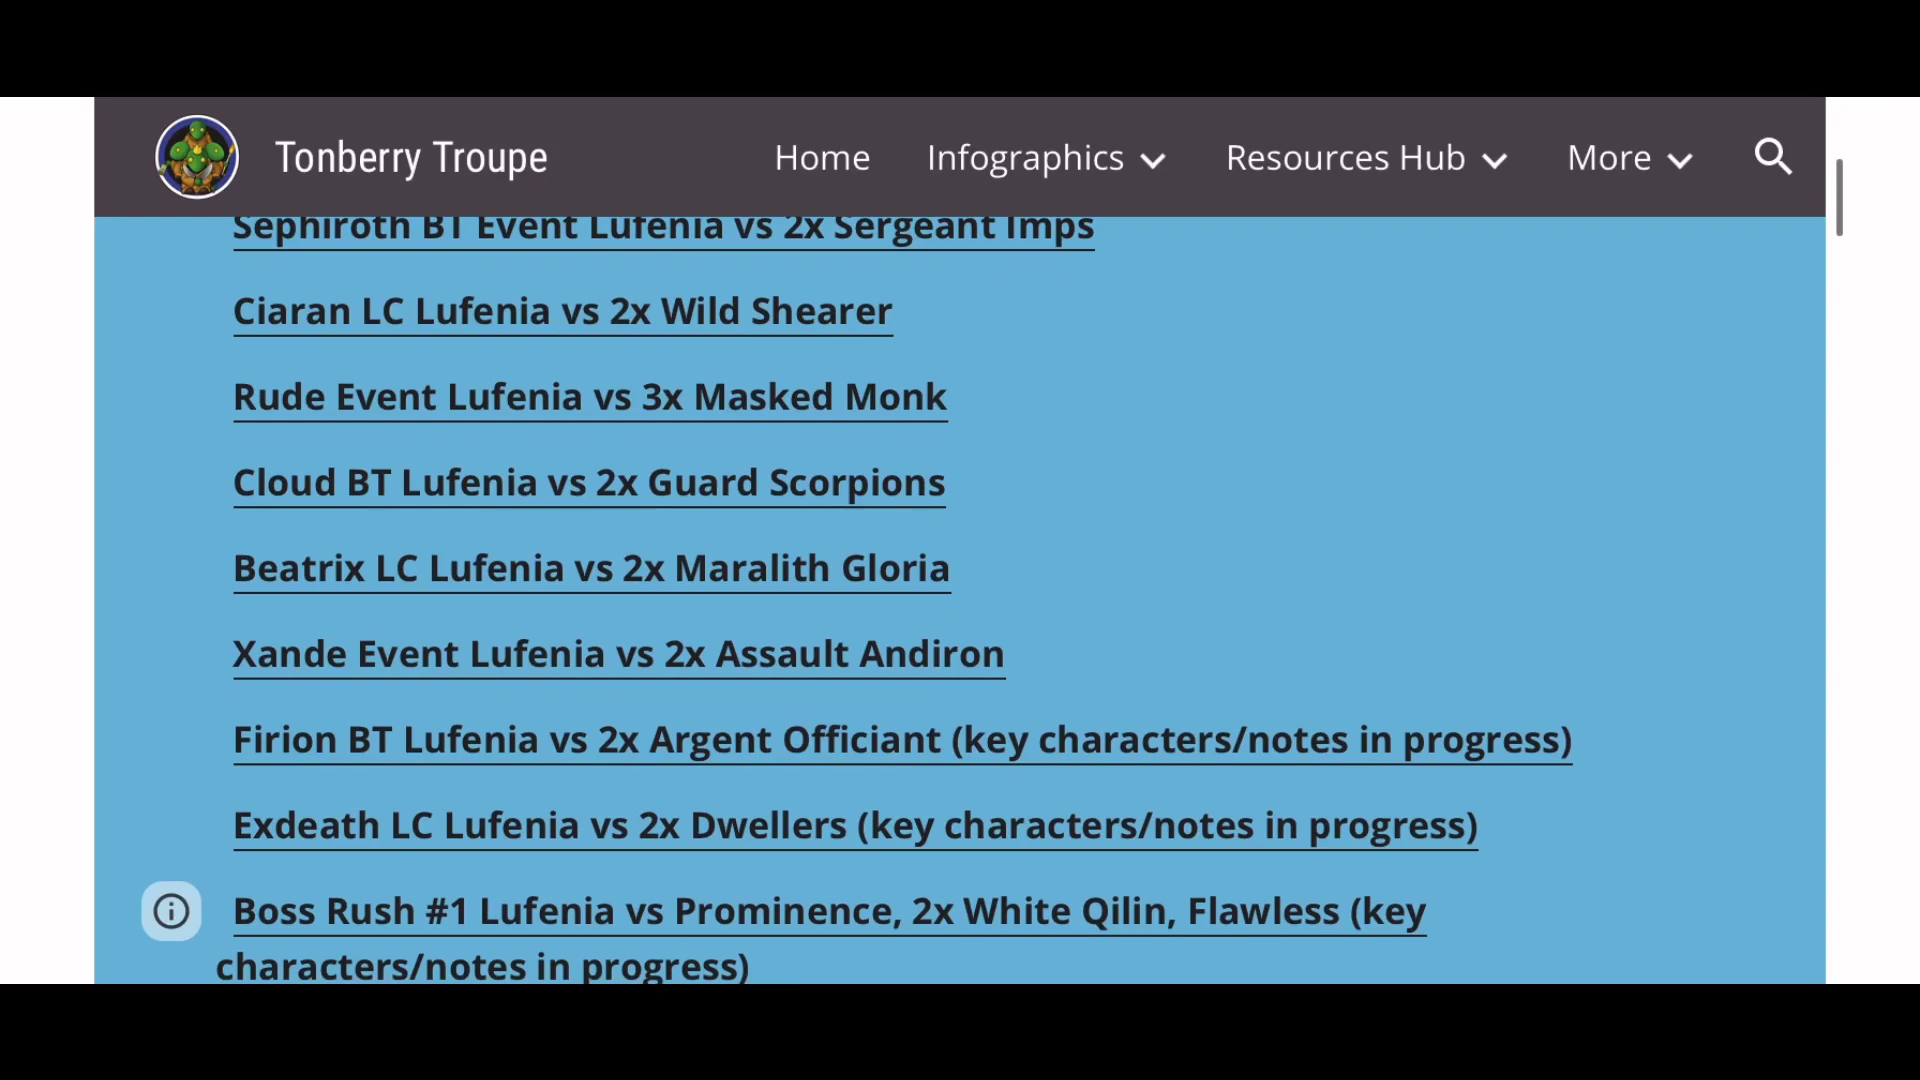 Tonberry Troupe
Home
Infographics
Resources Hub
More
Sephiroth BT Event Lufenia vs 2x Sergeant Imps
Ciaran LC Lufenia vs 2x Wild Shearer
Rude Event Lufenia vs 3x Masked Monk
Cloud BT Lufenia vs 2x Guard Scorpions
Beatrix LC Lufenia vs 2x Maralith Gloria
Xande Event Lufenia vs 2x Assault Andiron
Firion BT Lufenia vs 2x Argent Officiant (key characters/notes in progress)
Exdeath LC Lufenia vs 2x Dwellers (key characters/notes in progress)
Boss Rush #1 Lufenia vs Prominence, 2x White Qilin, Flawless (key
characters/notes in progress)